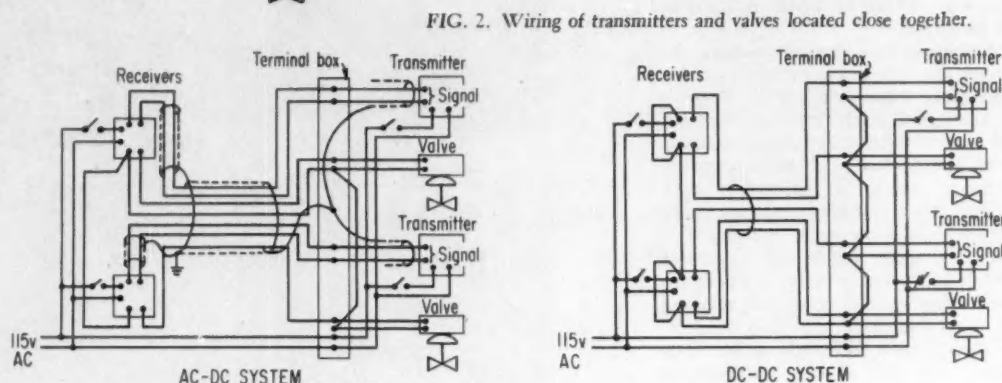 FIG. 2. Wiring of transmitters and valves located close together.
Receivers
Terminal box
Transmitter
Signal
Valve
Transmitter
Signal
Valve
115v
AC
AC-DC SYSTEM
Receivers
Terminal box
Transmitter
Signal
Valve
Transmitter
Signal
Valve
115v
AC
DC-DC SYSTEM